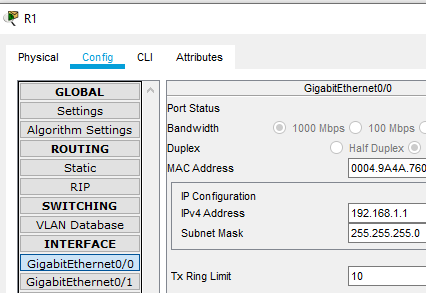 R1
Physical Config CLI Attributes
GLOBAL
Settings
Algorithm Settings
ROUTING
Static
RIP
SWITCHING
VLAN Database
INTERFACE
GigabitEthernet0/0
GigabitEthernet0/1
GigabitEthernet0/0
Port Status
Bandwidth 1000 Mbps 100 Mbps
Duplex Half Duplex
MAC Address 0004.9A4A.760
IP Configuration
IPv4 Address 192.168.1.1
Subnet Mask 255.255.255.0
Tx Ring Limit 10